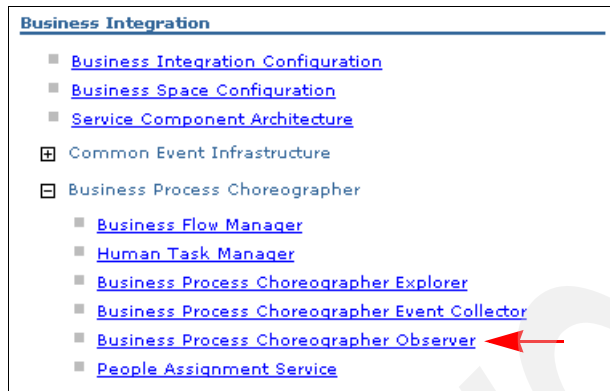 Business Integration
Business Integration Configuration
Business Space Configuration
Service Component Architecture
Common Event Infrastructure
Business Process Choreographer
Business Flow Manager
Human Task Manager
Business Process Choreographer Explorer
Business Process Choreographer Event Collector
Business Process Choreographer Observer
People Assignment Service